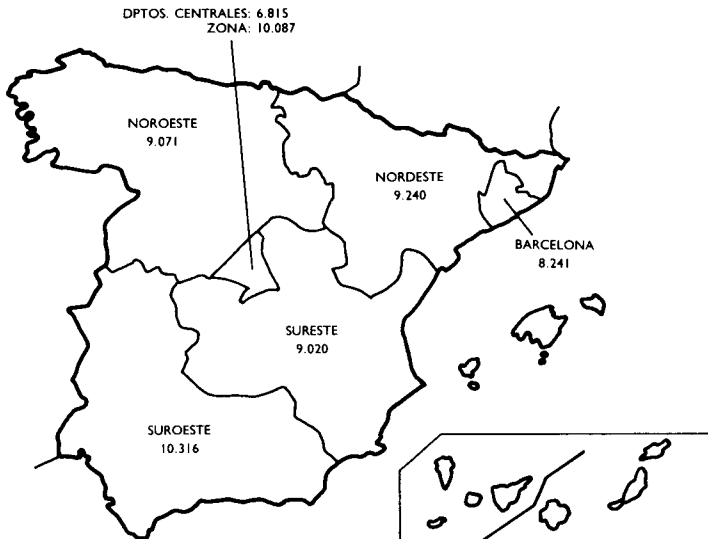 DPTOS. CENTRALES: 6.815
ZONA: 10.087
NOROESTE
9.071
NORDESTE
9.240
BARCELONA
8.241
SURESTE
9.020
SUROESTE
10.316